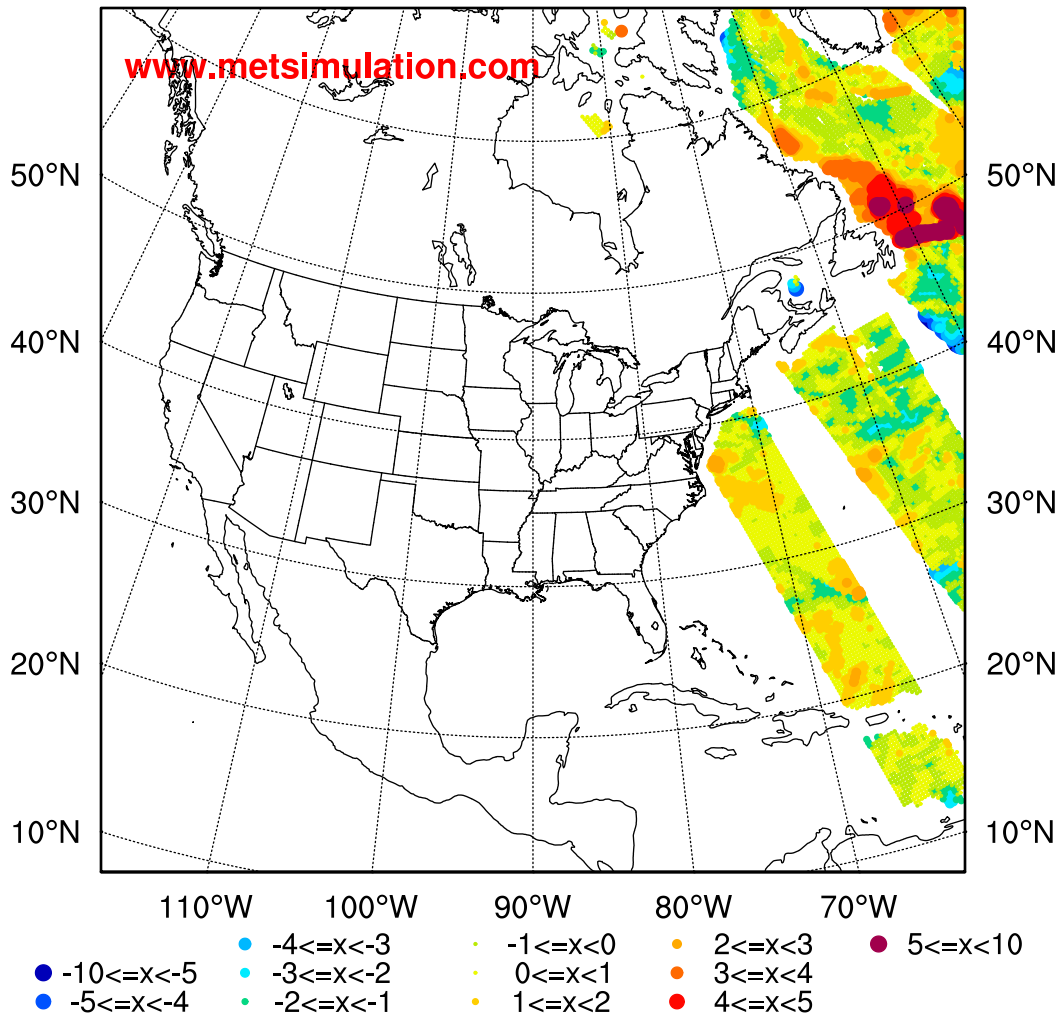 www.metsimulation.com
50°N 50°N
40°N 40°N
30°N 30°N
20°N 20°N
10°N 10°N
110°W 100°W 90°W 80°W 70°W
-4<=x<-3 -1<=x<0 2<=x<3 5<=x<10
-10<=x<-5 -3<=x<-2 0<=x<1 3<=x<4
-5<=x<-4 -2<=x<-1 1<=x<2 4<=x<5